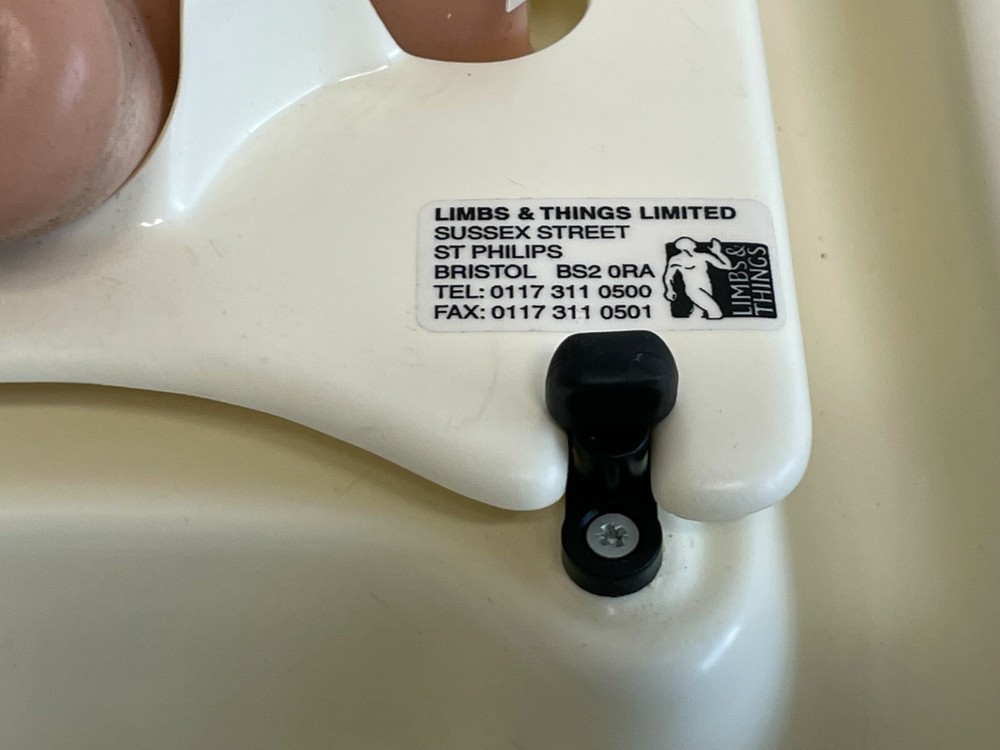 LIMBS & THINGS LIMITED
SUSSEX STREET
ST PHILIPS
BRISTOL BS2 0RA
TEL: 0117 311 0500
FAX: 0117 311 0501
LIMBS &
THINGS